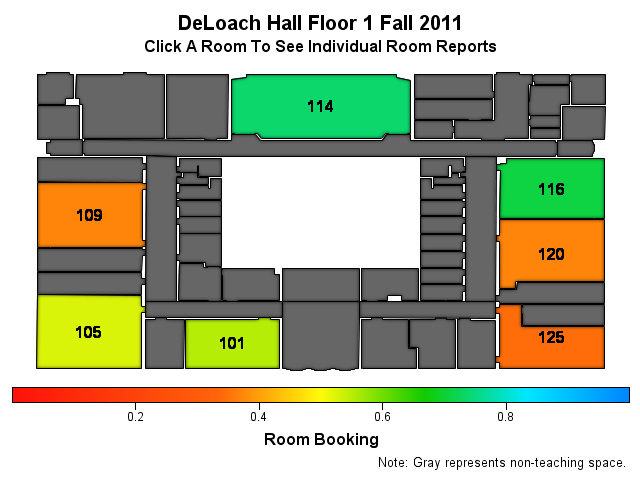 DeLoach Hall Floor 1 Fall 2011
Click A Room To See Individual Room Reports
114
116
109
120
105
101
125
0.2 0.4 0.6 0.8
Room Booking
Note: Gray represents non-teaching space.